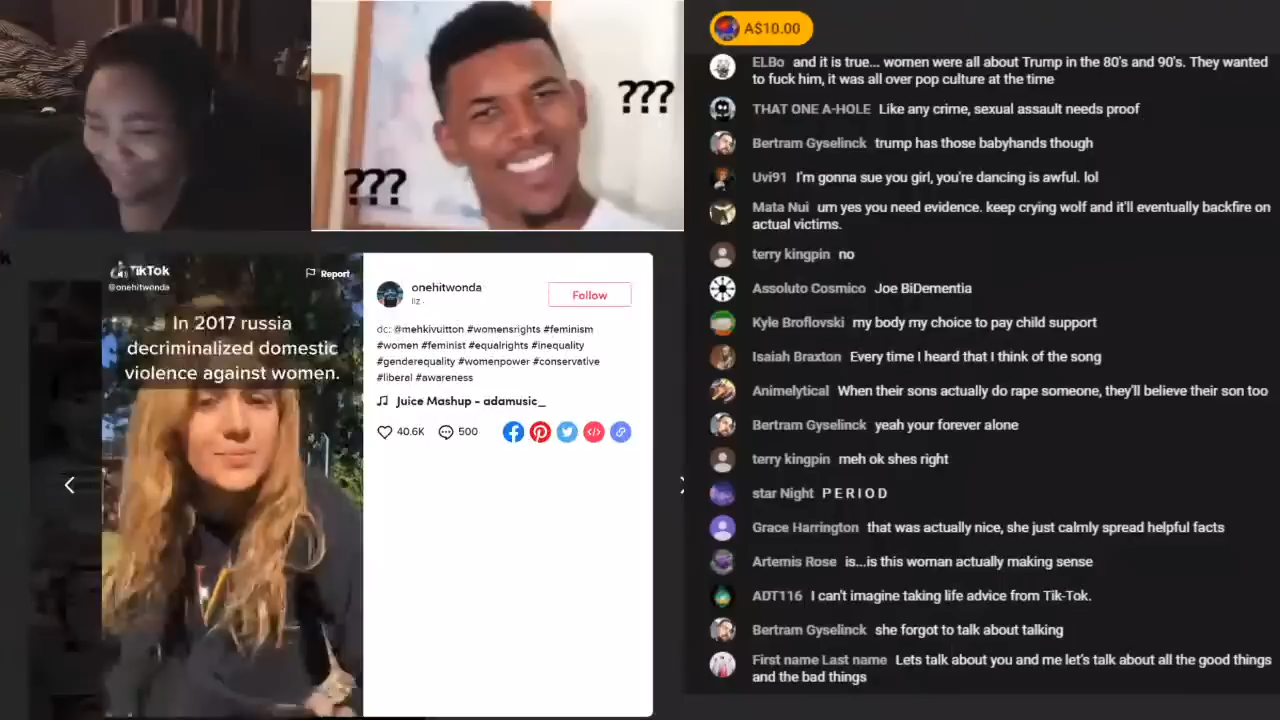 ???
???
TikTok
@onehitwonda
Report
In 2017 russia
decriminalized domestic
violence against women.
onehitwonda
liz ·
Follow
dc: @mehkivuitton #womensrights #feminism
#women #feminist #equalrights #inequality
#genderequality #womenpower #conservative
#liberal #awareness
Juice Mashup - adamusic_
40.6K 500
A$10.00
ELBo and it is true... women were all about Trump in the 80's and 90's. They wanted
to fuck him, it was all over pop culture at the time
THAT ONE A-HOLE Like any crime, sexual assault needs proof
Bertram Gyselinck trump has those babyhands though
Uvi91 I'm gonna sue you girl, you're dancing is awful. lol
Mata Nui um yes you need evidence. keep crying wolf and it'll eventually backfire on
actual victims.
terry kingpin no
Assoluto Cosmico Joe BiDementia
Kyle Broflovski my body my choice to pay child support
Isaiah Braxton Every time I heard that I think of the song
Animelytical When their sons actually do rape someone, they'll believe their son too
Bertram Gyselinck yeah your forever alone
terry kingpin meh ok shes right
star Night P E R I O D
Grace Harrington that was actually nice, she just calmly spread helpful facts
Artemis Rose is...is this woman actually making sense
ADT116 I can't imagine taking life advice from Tik-Tok.
Bertram Gyselinck she forgot to talk about talking
First name Last name Lets talk about you and me let's talk about all the good things
and the bad things